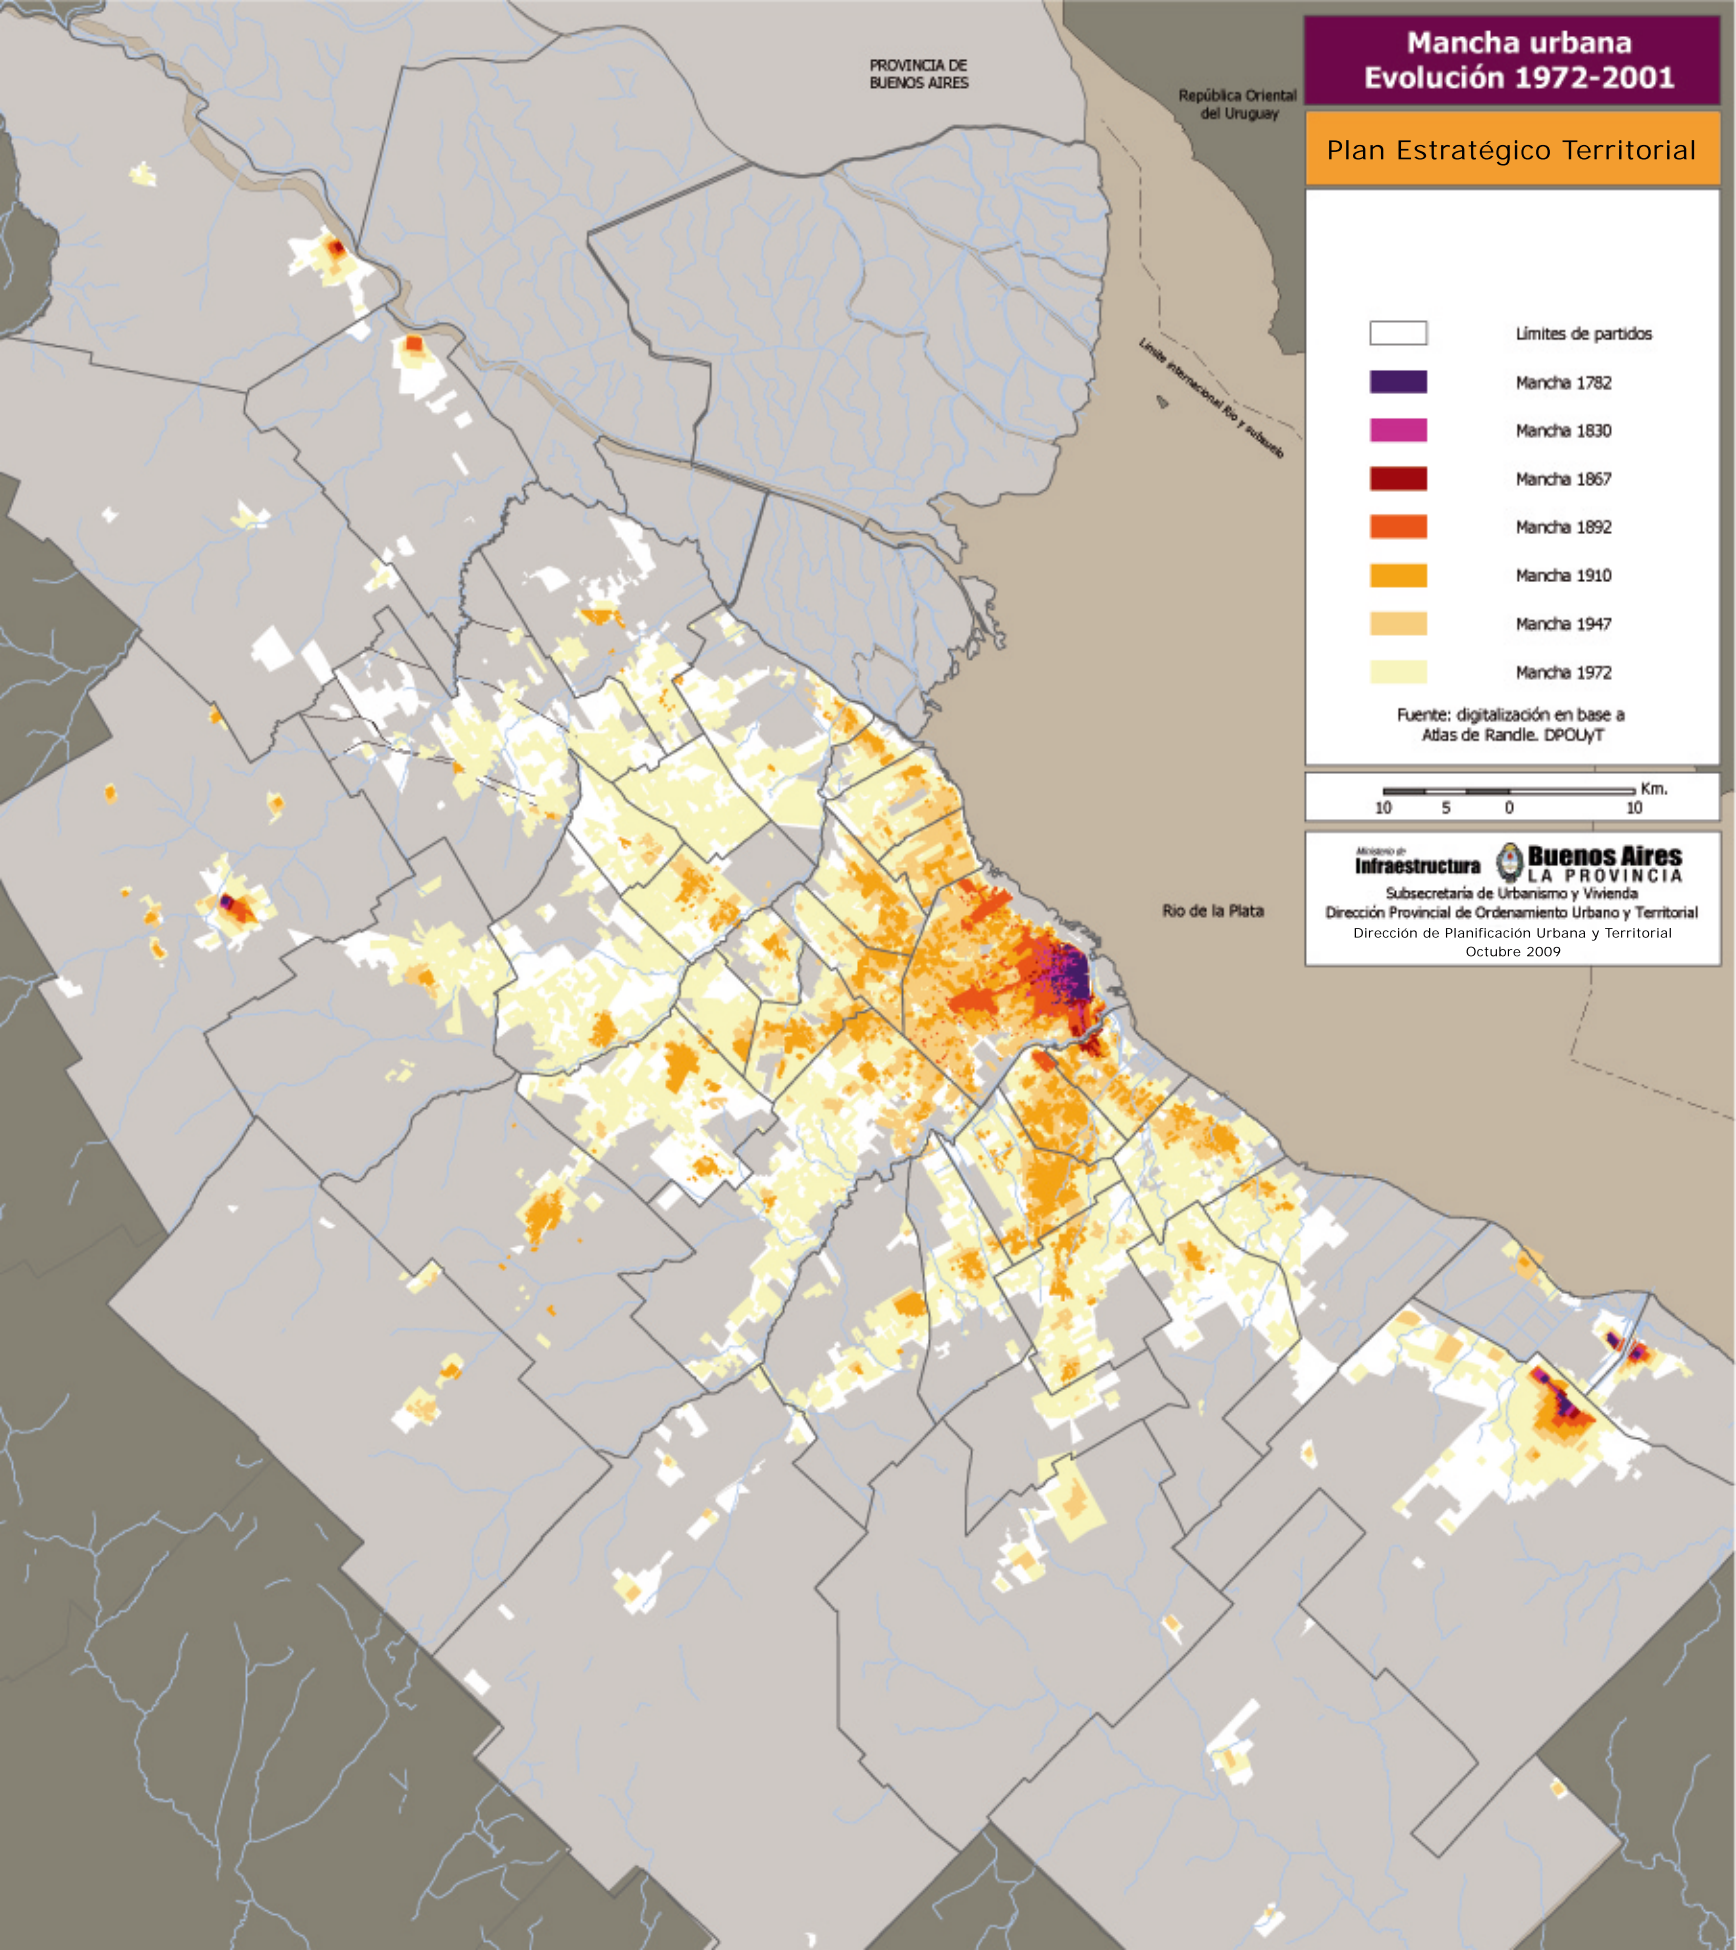 Mancha urbana
Evolución 1972-2001
Plan Estratégico Territorial
PROVINCIA DE
BUENOS AIRES
República Oriental
del Uruguay
Límite internacional Río y subsuelo
Rio de la Plata
Límites de partidos
Mancha 1782
Mancha 1830
Mancha 1867
Mancha 1892
Mancha 1910
Mancha 1947
Mancha 1972
Fuente: digitalización en base a
Atlas de Randle. DPOUyT
Km.
10 5 0 10
Ministerio de
Infraestructura
Buenos Aires
LA PROVINCIA
Subsecretaría de Urbanismo y Vivienda
Dirección Provincial de Ordenamiento Urbano y Territorial
Dirección de Planificación Urbana y Territorial
Octubre 2009